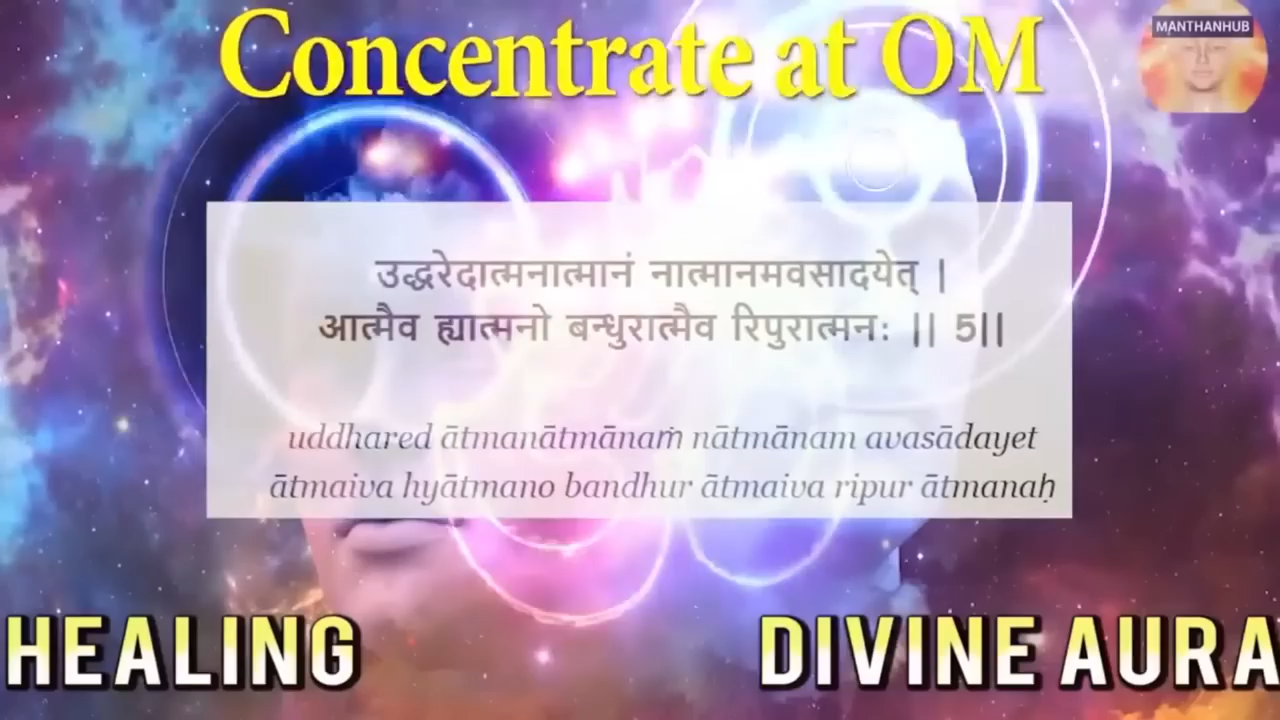 Concentrate at OM
MANTHANHUB
उद्धरेदात्मनात्मानं नात्मानमवसादयेत् |
आत्मैव ह्यात्मनो बन्धुरात्मैव रिपुरात्मनः || 5||
uddhared ātmanātmānaṁ nātmānam avasādayet
ātmaiva hyātmano bandhur ātmaiva ripur ātmanaḥ
HEALING
DIVINE AURA